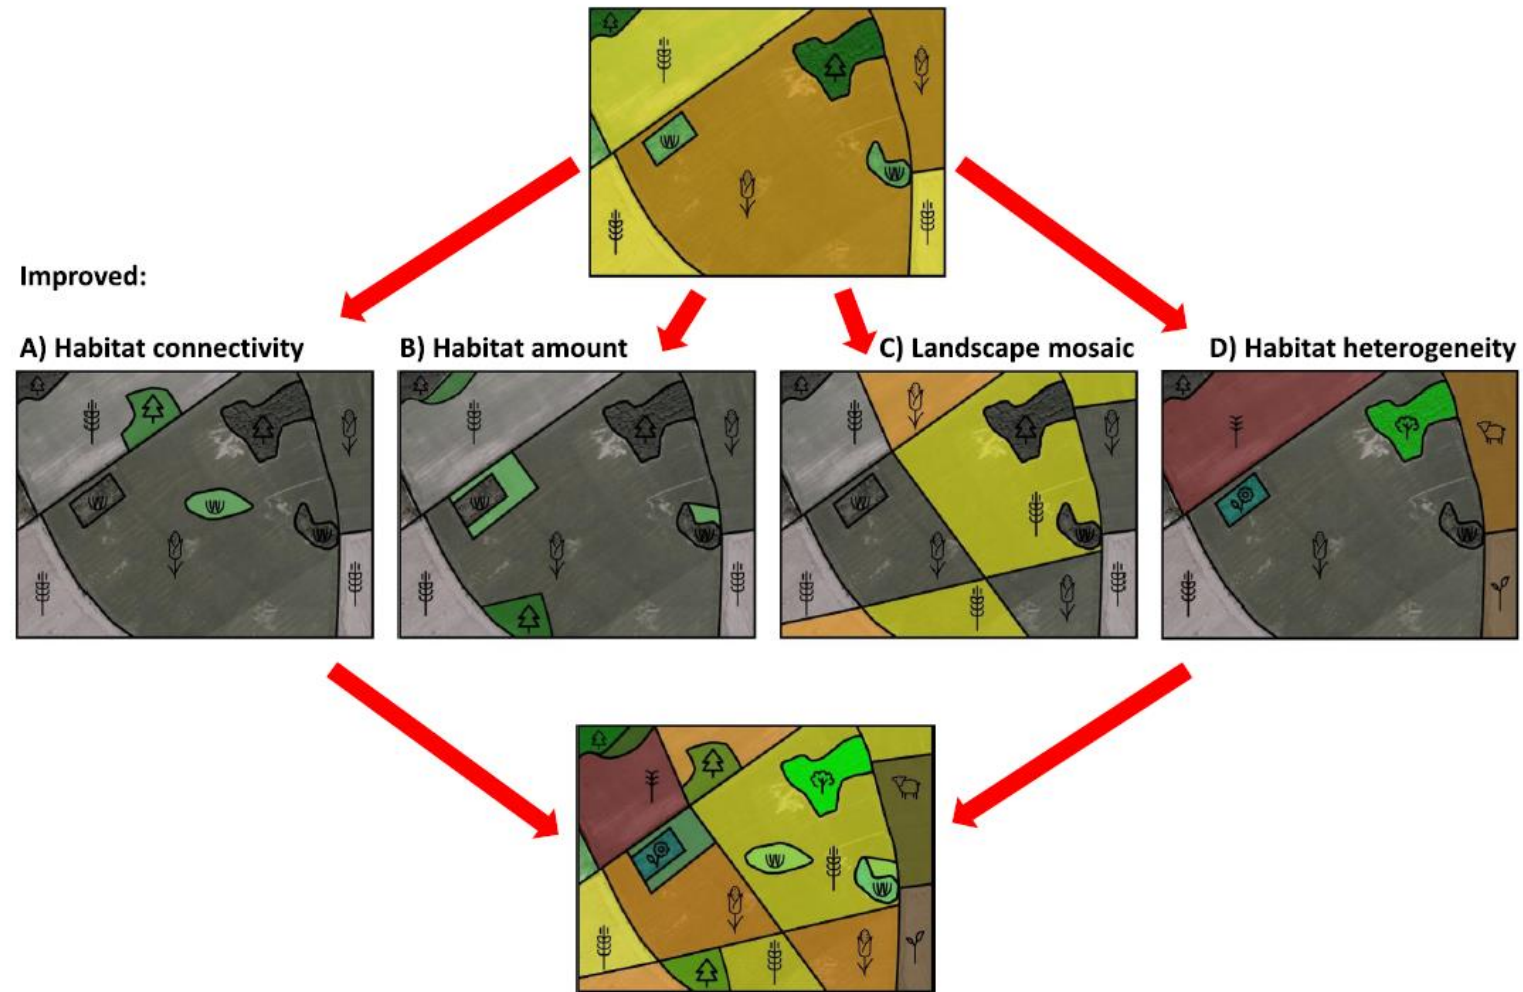 Improved:
A) Habitat connectivity
B) Habitat amount
C) Landscape mosaic
D) Habitat heterogeneity